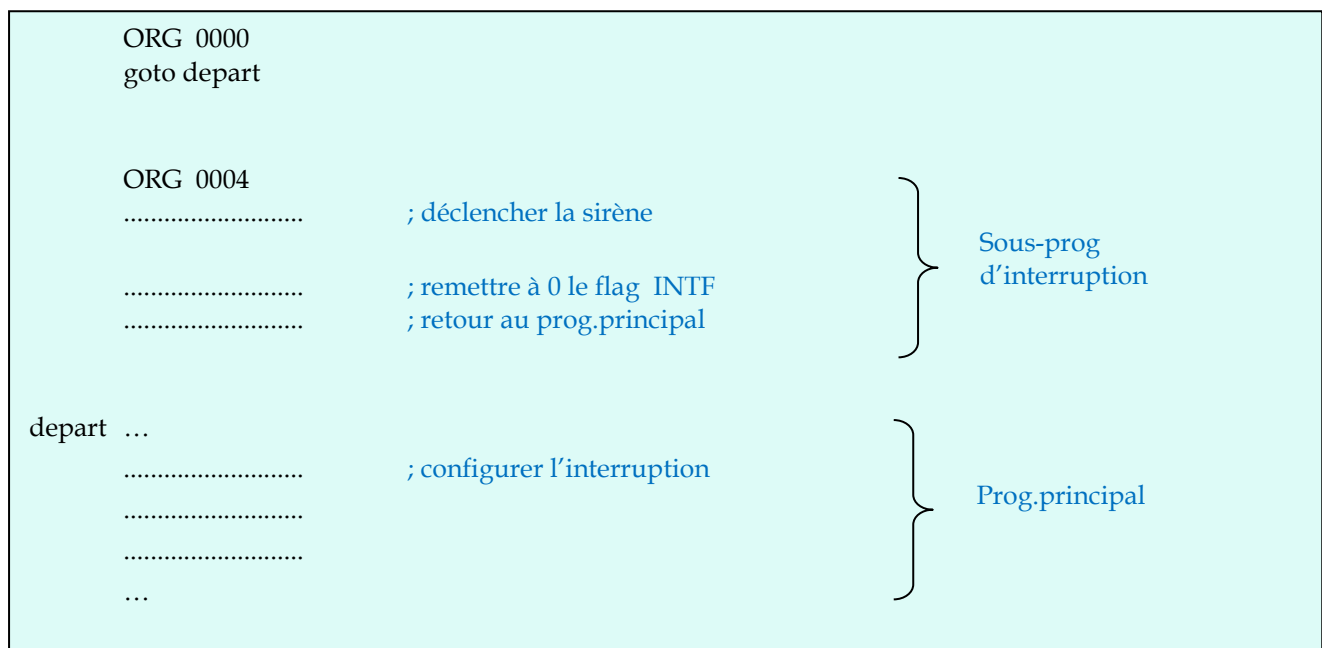 ORG 0000
goto depart
ORG 0004
........................... ; déclencher la sirène
........................... ; remettre à 0 le flag INTF
........................... ; retour au prog.principal
Sous-prog
d’interruption
depart …
........................... ; configurer l’interruption
...........................
...........................
…
Prog.principal